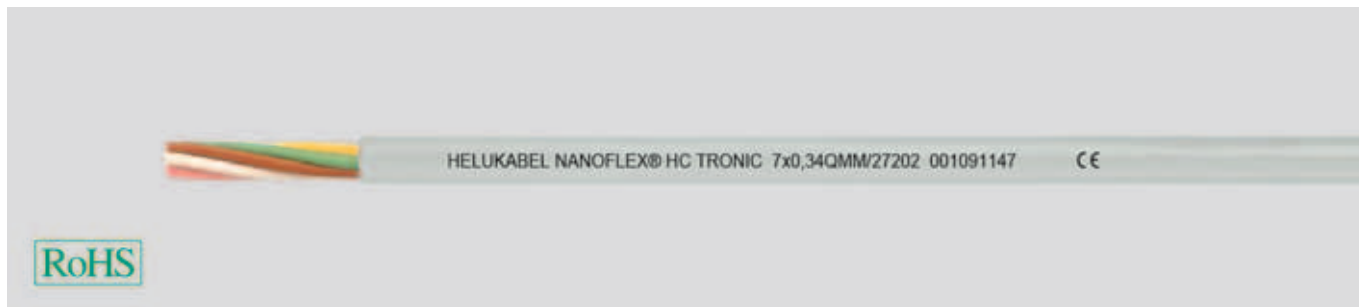 HELUKABEL NANOFLEX® HC TRONIC 7x0,34QMM/27202 001091147 CE
RoHS